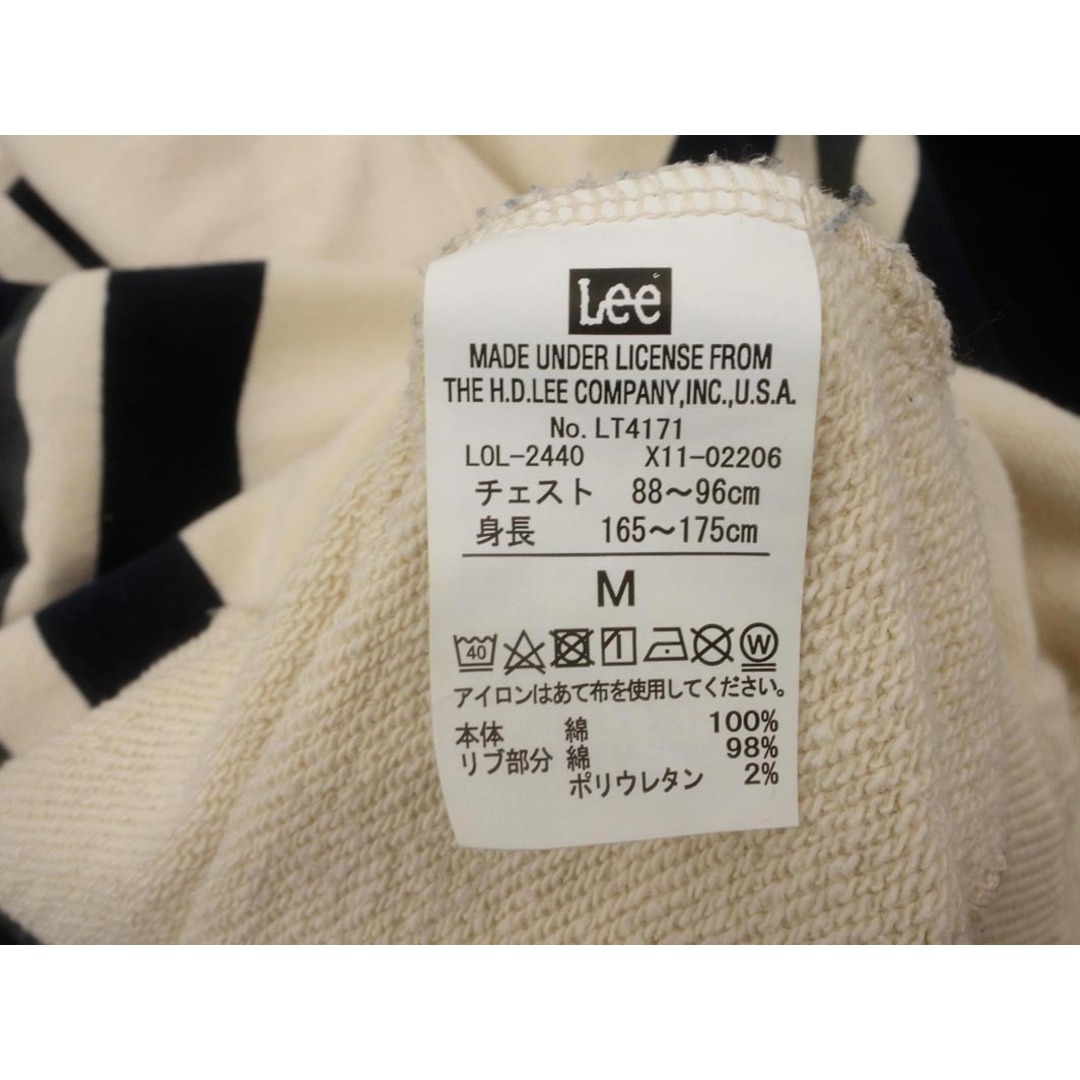 Lee
MADE UNDER LICENSE FROM
THE H.D.LEE COMPANY,INC.,U.S.A.
No. LT4171
LOL-2440 X11-02206
チェスト 88～96cm
身長 165～175cm
M
40 W
アイロンはあて布を使用してください。
本体 綿 100%
リブ部分 綿 98%
ポリウレタン 2%